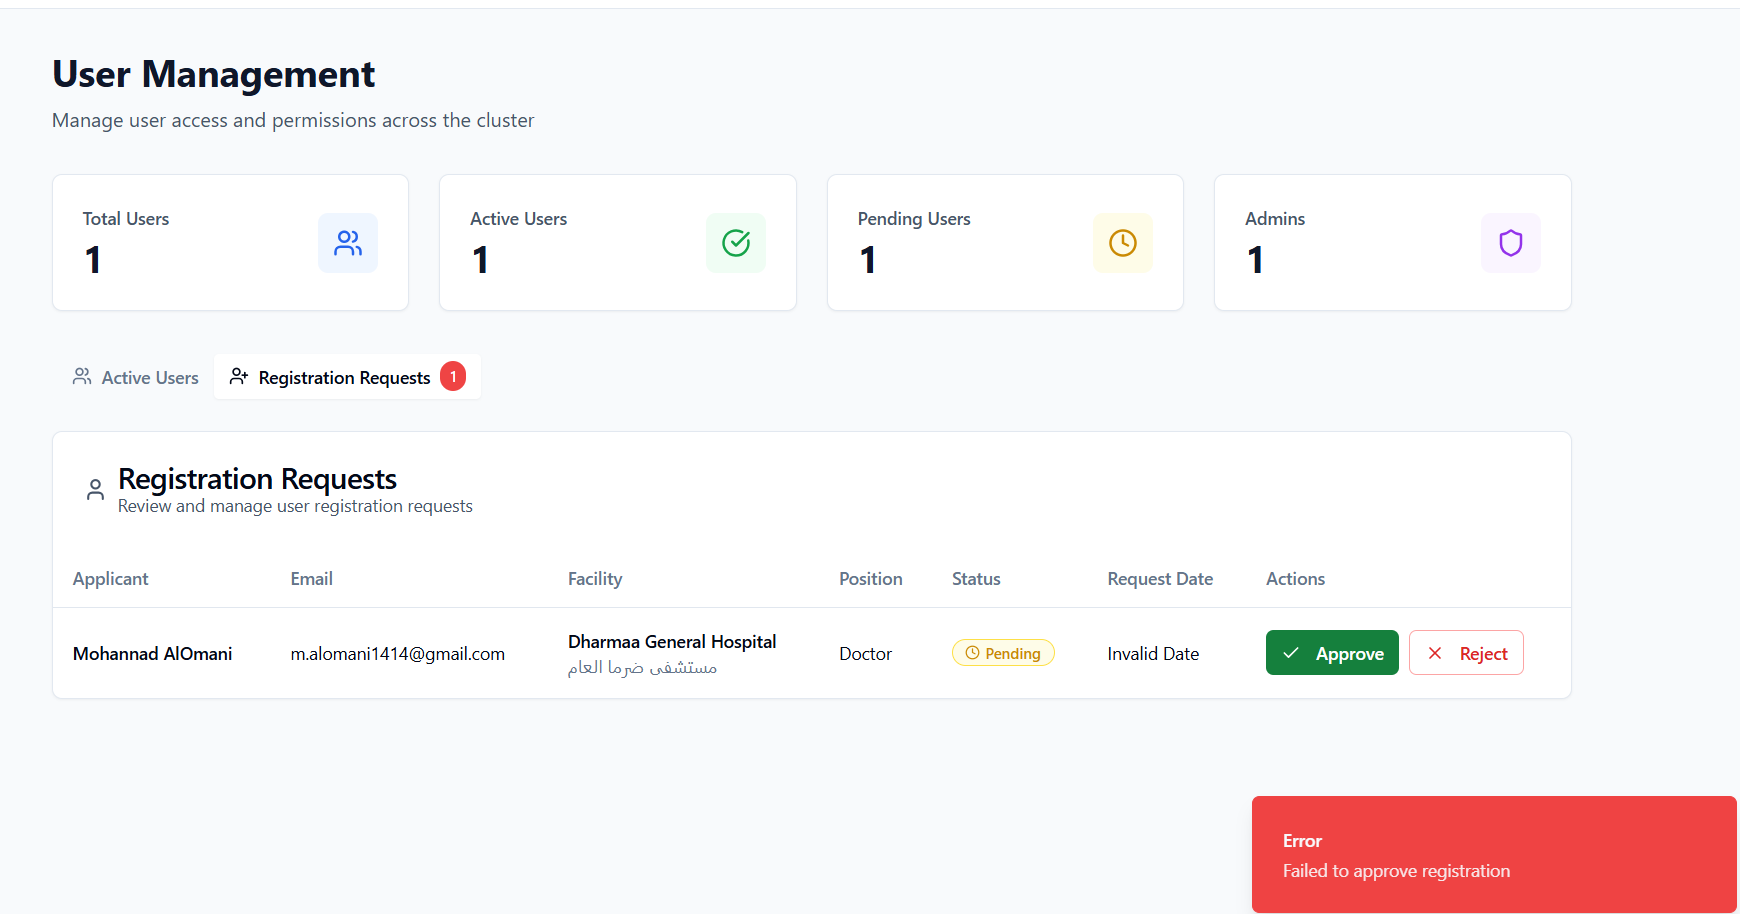 User Management
Manage user access and permissions across the cluster
Total Users
1
Active Users
1
Pending Users
1
Admins
1
Active Users
Registration Requests 1
Registration Requests
Review and manage user registration requests
Applicant Email Facility Position Status Request Date Actions
Mohannad AlOmani m.alomani1414@gmail.com Dharmaa General Hospital Doctor Pending Invalid Date Approve Reject
مستشفى ضرما العام
Error
Failed to approve registration